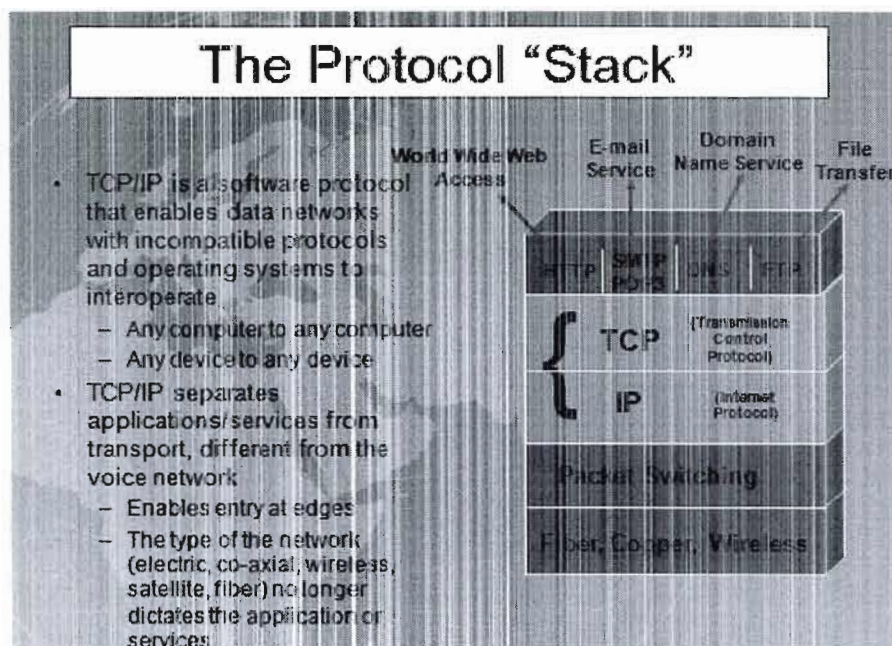 The Protocol “Stack”
• TCP/IP is a software protocol
that enables data networks
with incompatible protocols
and operating systems to
interoperate
– Any computer to any computer
– Any device to any device
• TCP/IP separates
applications/services from
transport, different from the
voice network
– Enables entry at edges
– The type of the network
(electric, co-axial, wireless,
satellite, fiber) no longer
dictates the application or
services
World Wide Web
Access
E-mail
Service
Domain
Name Service
File
Transfer
HTTP
SMTP
POP3
DNS
FTP
TCP
(Transmission
Control
Protocol)
IP
(Internet
Protocol)
Packet Switching
Fiber, Copper, Wireless